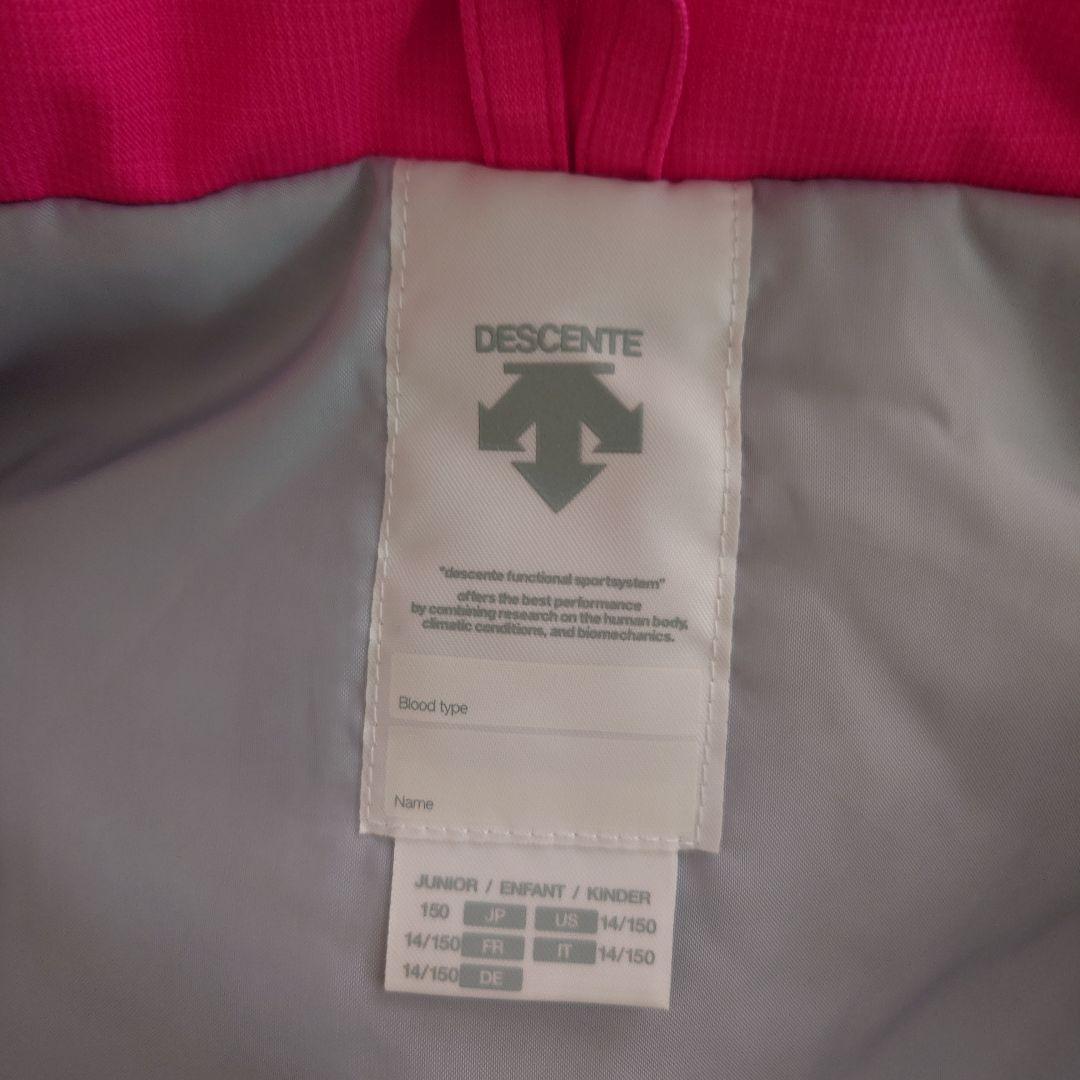 DESCENTE
"descente functional sportsystem"
offers the best performance
by combining research on the human body,
climatic conditions, and biomechanics.
Blood type
Name
JUNIOR / ENFANT / KINDER
150 JP US 14/150
14/150 FR IT 14/150
14/150 DE